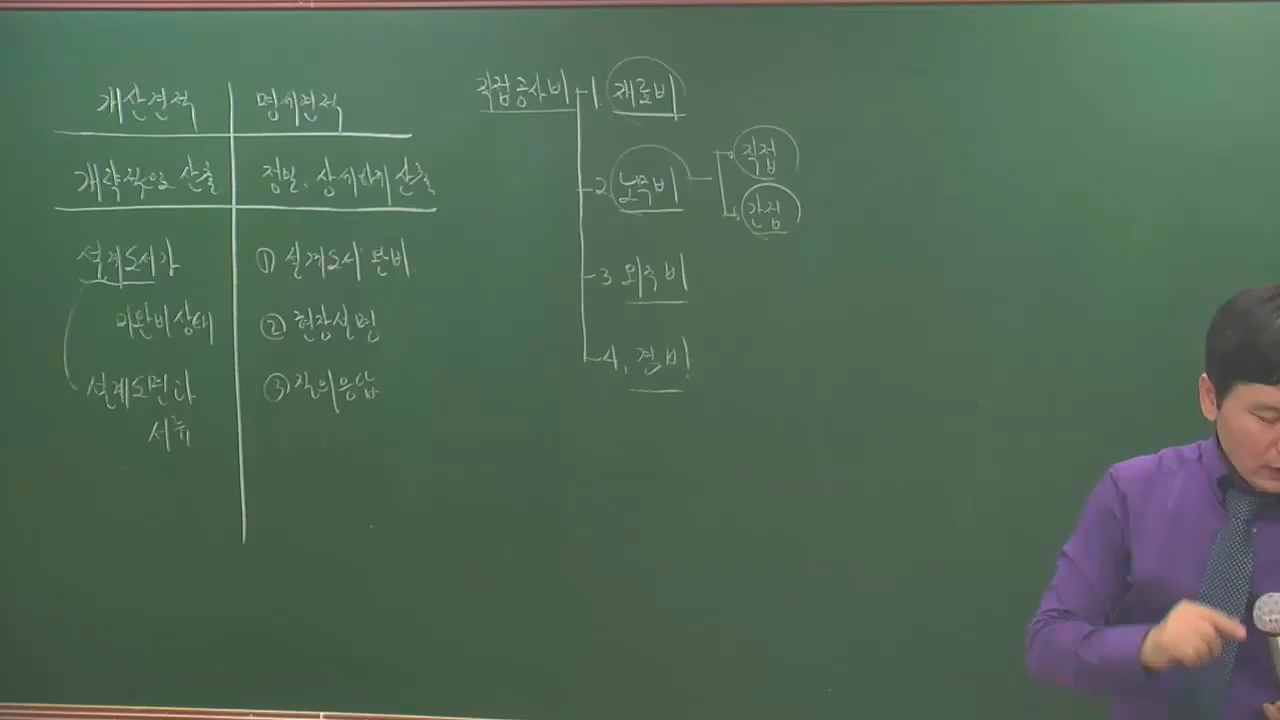 개산견적 명세견적
개략적으로 산출 정밀, 상세하게 산출
설계도서가 ① 설계도서 완비
미완비상태 ② 현장설명
설계도면과 ③ 질의응답
서류
직접공사비 1. 재료비
2. 노무비 직접
간접
3 외주비
4. 경비